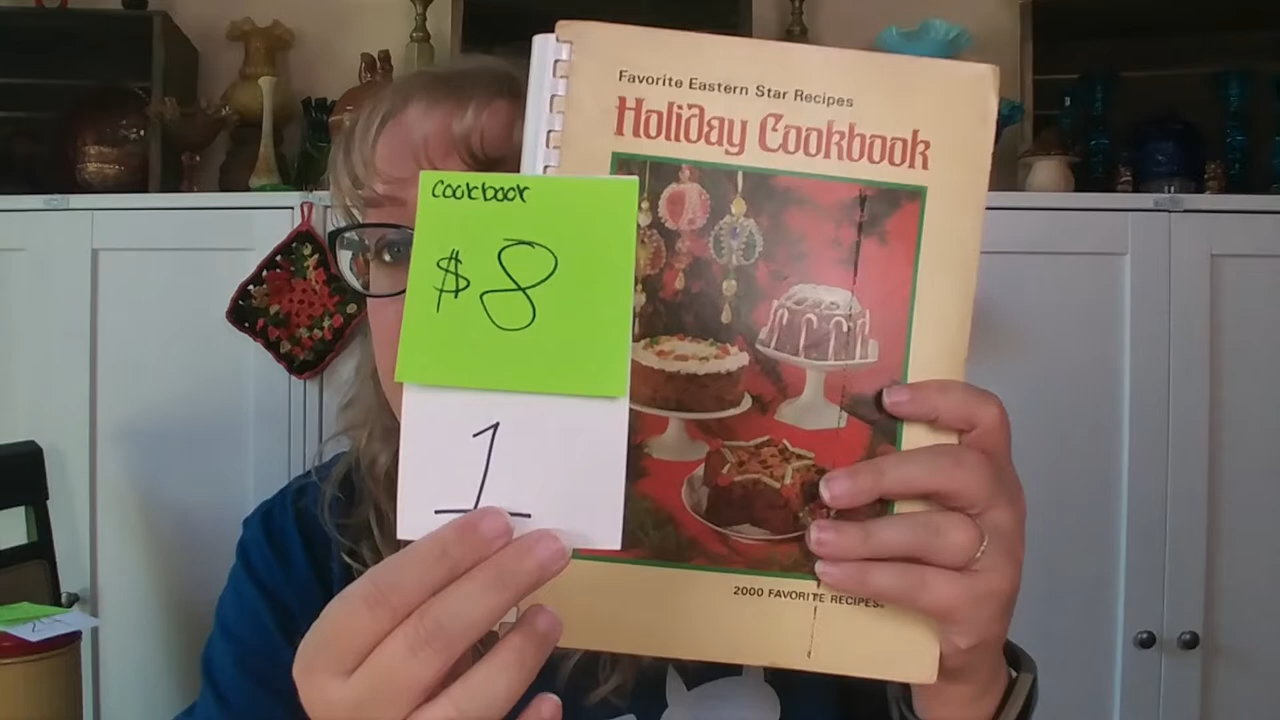 Favorite Eastern Star Recipes
Holiday Cookbook
cookbook
$8
1
2000 FAVORITE RECIPES